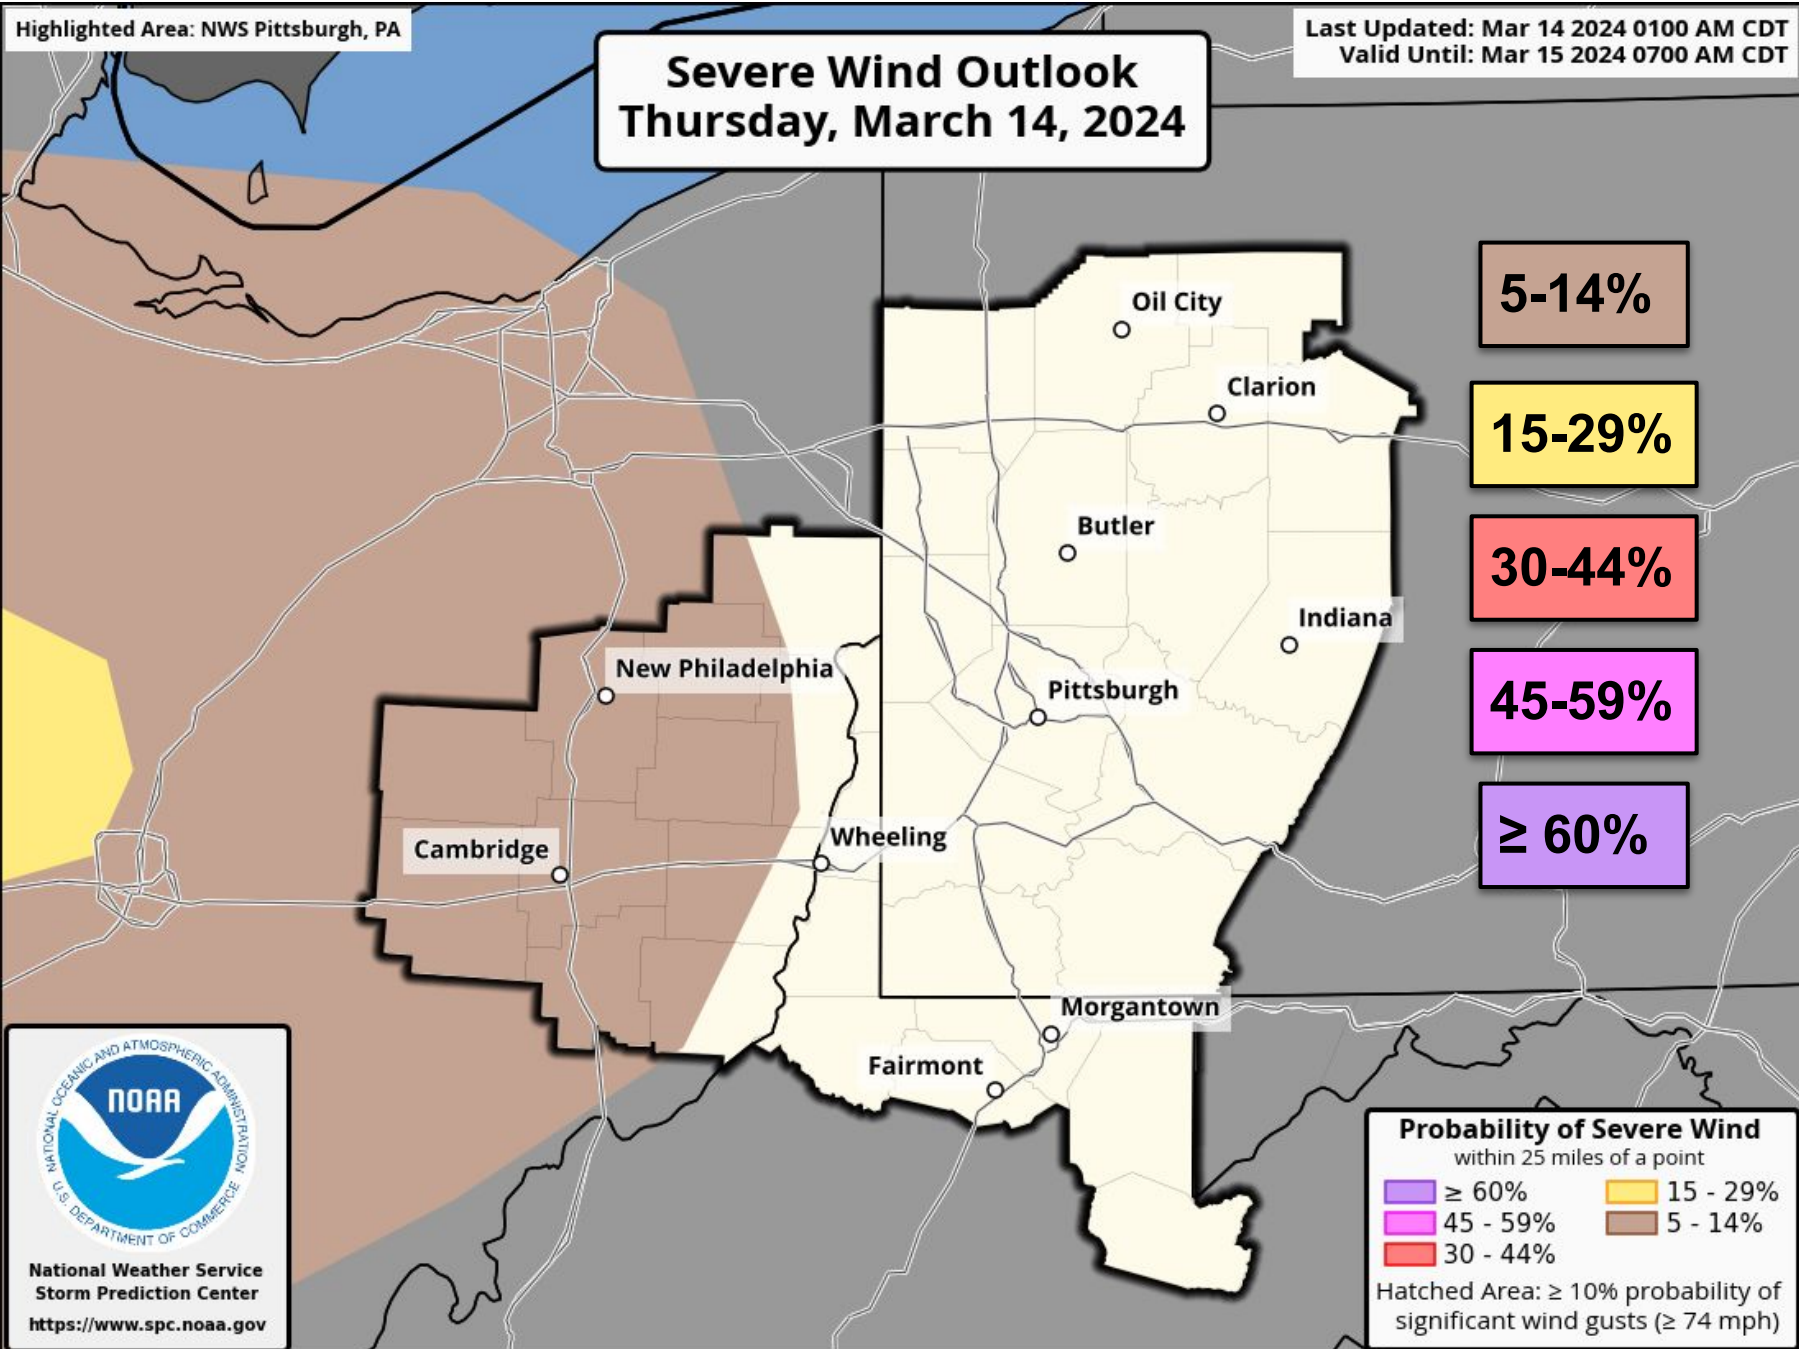 Highlighted Area: NWS Pittsburgh, PA
Last Updated: Mar 14 2024 0100 AM CDT
Valid Until: Mar 15 2024 0700 AM CDT
Severe Wind Outlook
Thursday, March 14, 2024
Oil City
Clarion
Butler
Indiana
New Philadelphia
Pittsburgh
Cambridge
Wheeling
Morgantown
Fairmont
5-14%
15-29%
30-44%
45-59%
≥ 60%
NATIONAL OCEANIC AND ATMOSPHERIC ADMINISTRATION
NOAA
U.S. DEPARTMENT OF COMMERCE
National Weather Service
Storm Prediction Center
https://www.spc.noaa.gov
Probability of Severe Wind
within 25 miles of a point
≥ 60% 15 - 29%
45 - 59% 5 - 14%
30 - 44%
Hatched Area: ≥ 10% probability of
significant wind gusts (≥ 74 mph)